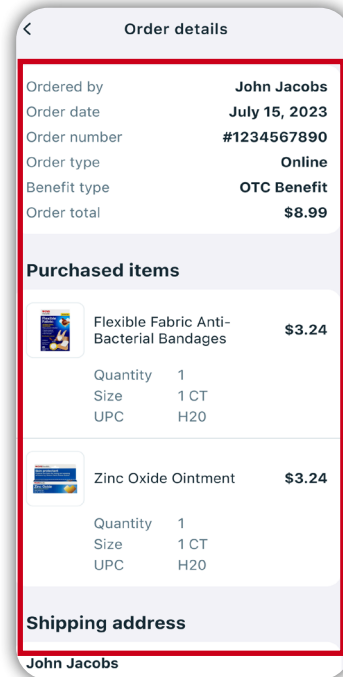 Order details
Ordered by John Jacobs
Order date July 15, 2023
Order number #1234567890
Order type Online
Benefit type OTC Benefit
Order total $8.99
Purchased items
Flexible Fabric Anti-
Bacterial Bandages $3.24
Quantity 1
Size 1 CT
UPC H20
Zinc Oxide Ointment $3.24
Quantity 1
Size 1 CT
UPC H20
Shipping address
John Jacobs